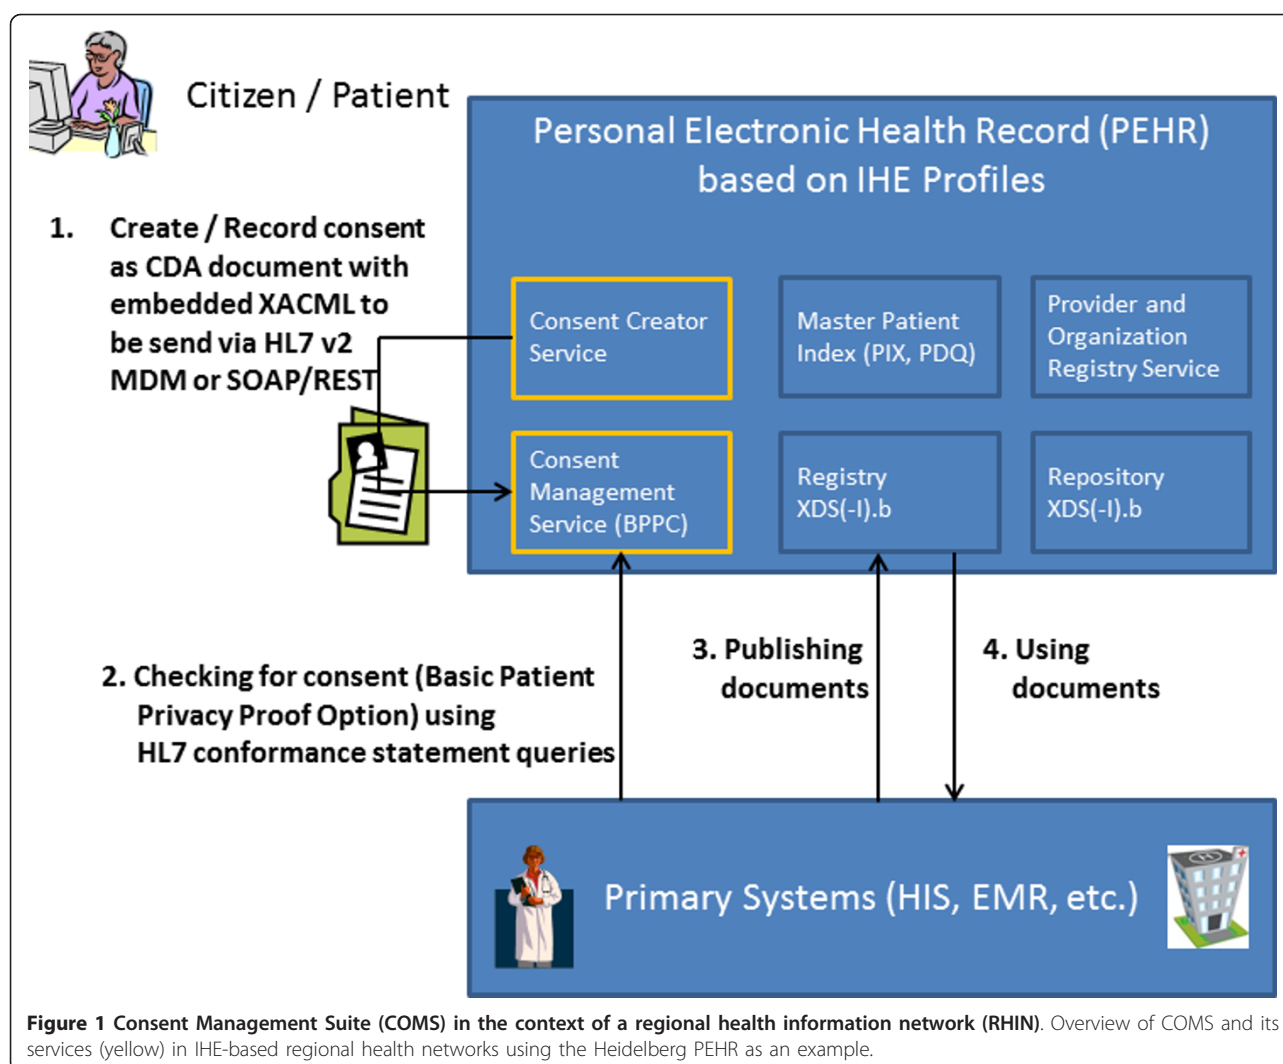 Citizen / Patient
Personal Electronic Health Record (PEHR)
based on IHE Profiles
1. Create / Record consent
as CDA document with
embedded XACML to
be send via HL7 v2
MDM or SOAP/REST
Consent Creator
Service
Master Patient
Index (PIX, PDQ)
Provider and
Organization
Registry Service
Consent
Management
Service (BPPC)
Registry
XDS(-I).b
Repository
XDS(-I).b
2. Checking for consent (Basic Patient
Privacy Proof Option) using
HL7 conformance statement queries
3. Publishing
documents
4. Using
documents
Primary Systems (HIS, EMR, etc.)
H
Figure 1 Consent Management Suite (COMS) in the context of a regional health information network (RHIN). Overview of COMS and its
services (yellow) in IHE-based regional health networks using the Heidelberg PEHR as an example.